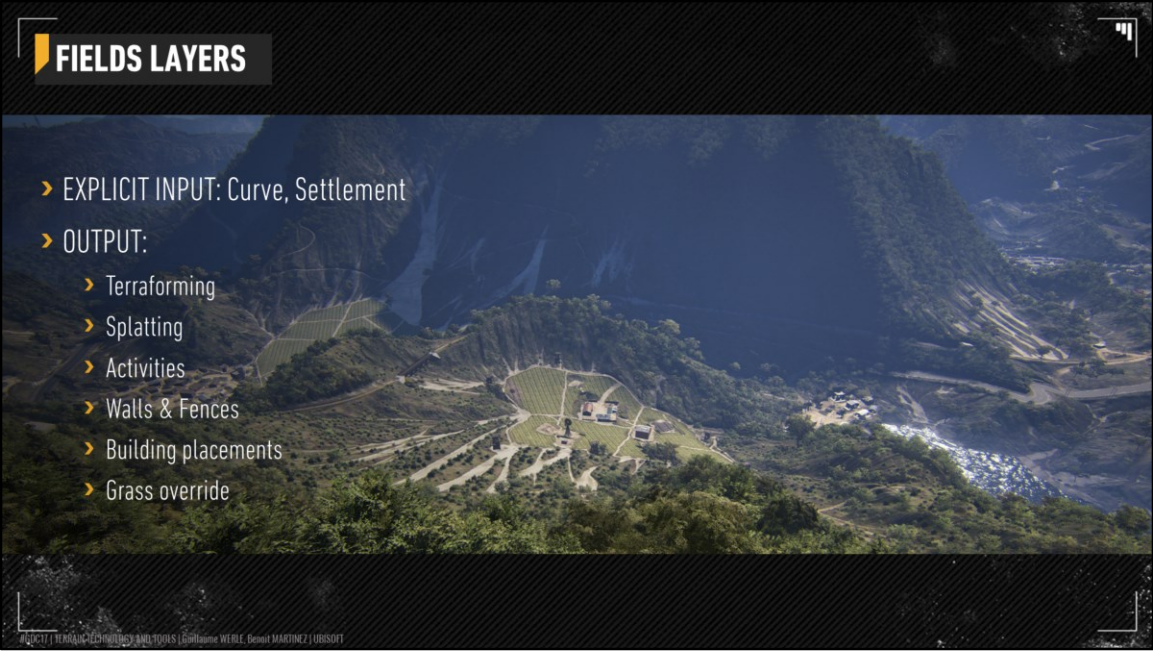 FIELDS LAYERS
EXPLICIT INPUT: Curve, Settlement
OUTPUT:
Terraforming
Splatting
Activities
Walls & Fences
Building placements
Grass override
#GDC17 | TERRAIN TECHNOLOGY AND TOOLS | Guillaume WERLE, Benoit MARTINEZ | UBISOFT